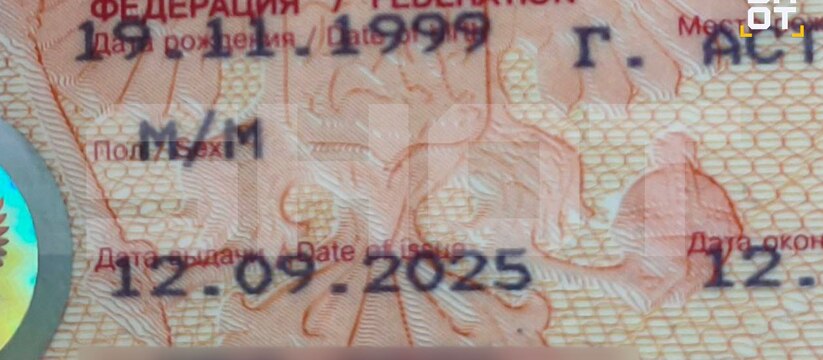 ФЕДЕРАЦИЯ / FEDERATION
Дата рождения / Date of birth Мест
19.11.1999 г. АСТ
Пол / Sex
М/M
Дата выдачи / Date of issue Дата окон
12.09.2025 12.
ШОТ